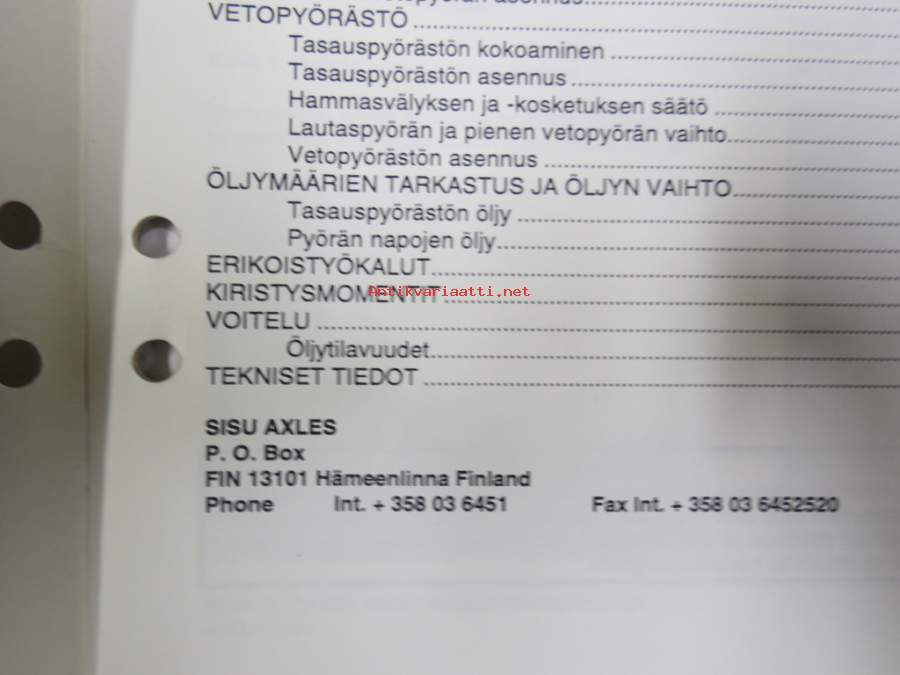 asennus
VETOPYÖRÄSTÖ
Tasauspyörästön kokoaminen
Tasauspyörästön asennus
Hammasvälyksen ja -kosketuksen säätö
Lautaspyörän ja pienen vetopyörän vaihto
Vetopyörästön asennus
ÖLJYMÄÄRIEN TARKASTUS JA ÖLJYN VAIHTO
Tasauspyörästön öljy
Pyörän napojen öljy
ERIKOISTYÖKALUT
KIRISTYSMOMENTIT
Antikvariaatti.net
VOITELU
Öljytilavuudet
TEKNISET TIEDOT
SISU AXLES
P. O. Box
FIN 13101 Hämeenlinna Finland
Phone Int. + 358 03 6451 Fax Int. + 358 03 6452520